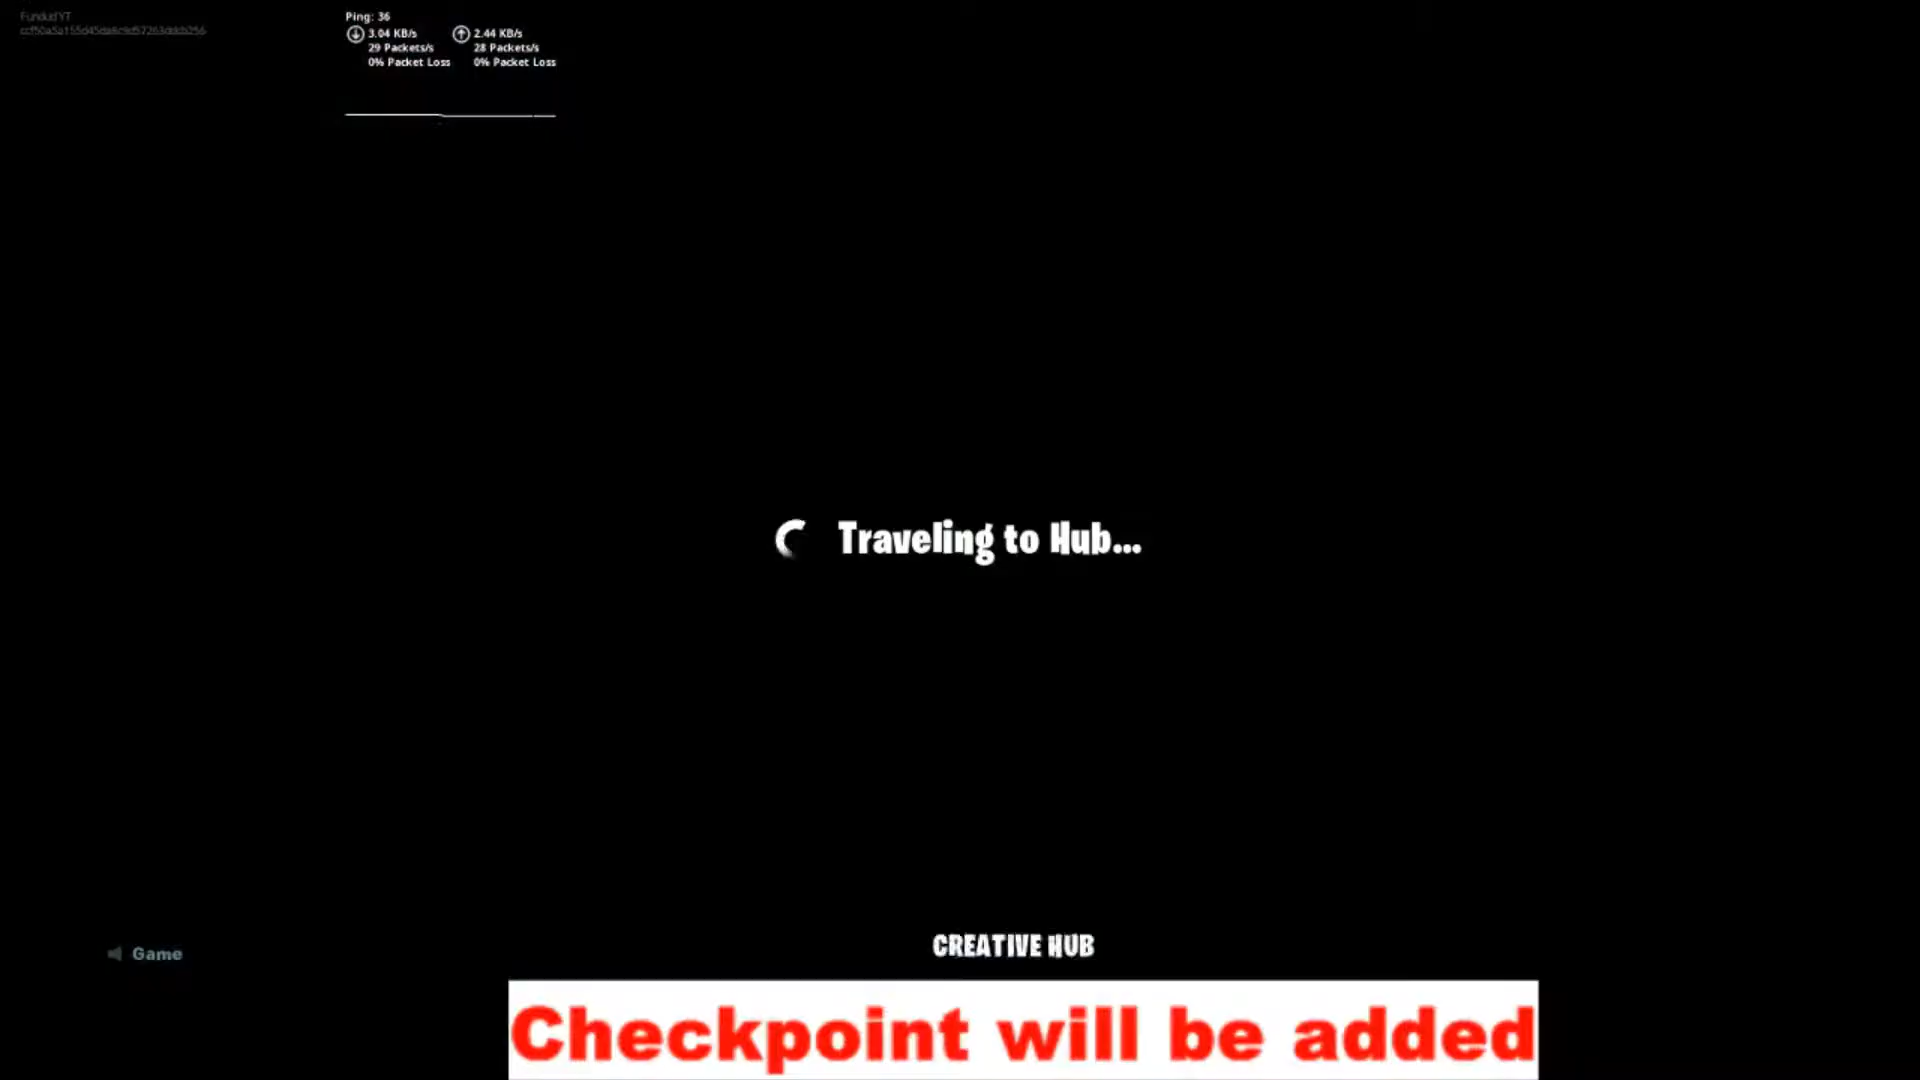 FundudYT
Ping: 36
3.04 KB/s 2.44 KB/s
29 Packets/s 28 Packets/s
0% Packet Loss 0% Packet Loss
Traveling to Hub...
CREATIVE HUB
Game
Checkpoint will be added